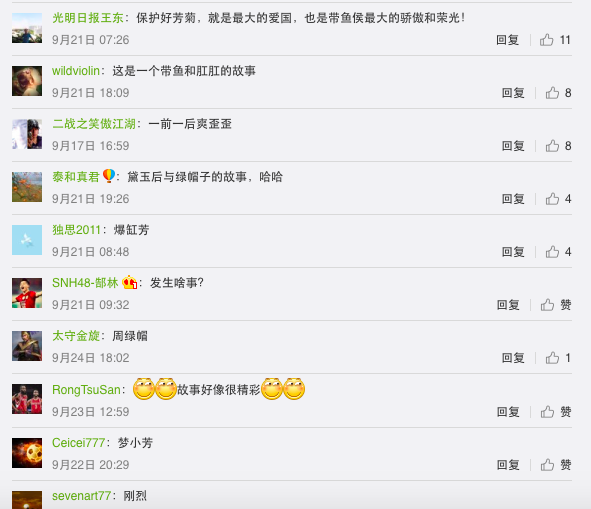 光明日报王东：保护好芳菊，就是最大的爱国，也是带鱼侯最大的骄傲和荣光！
9月21日 07:26 回复 11
wildviolin：这是一个带鱼和肛肛的故事
9月21日 18:09 回复 8
二战之笑傲江湖：一前一后爽歪歪
9月17日 16:59 回复 8
泰和真君：黛玉后与绿帽子的故事，哈哈
9月21日 19:26 回复 4
独思2011：爆缸芳
9月21日 08:48 回复 4
SNH48-郜林：发生啥事？
9月21日 09:32 回复 赞
太守金旋：周绿帽
9月24日 18:02 回复 1
RongTsuSan：故事好像很精彩
9月23日 12:59 回复 赞
Ceicei777：梦小芳
9月22日 20:29 回复 赞
sevenart77：刚烈